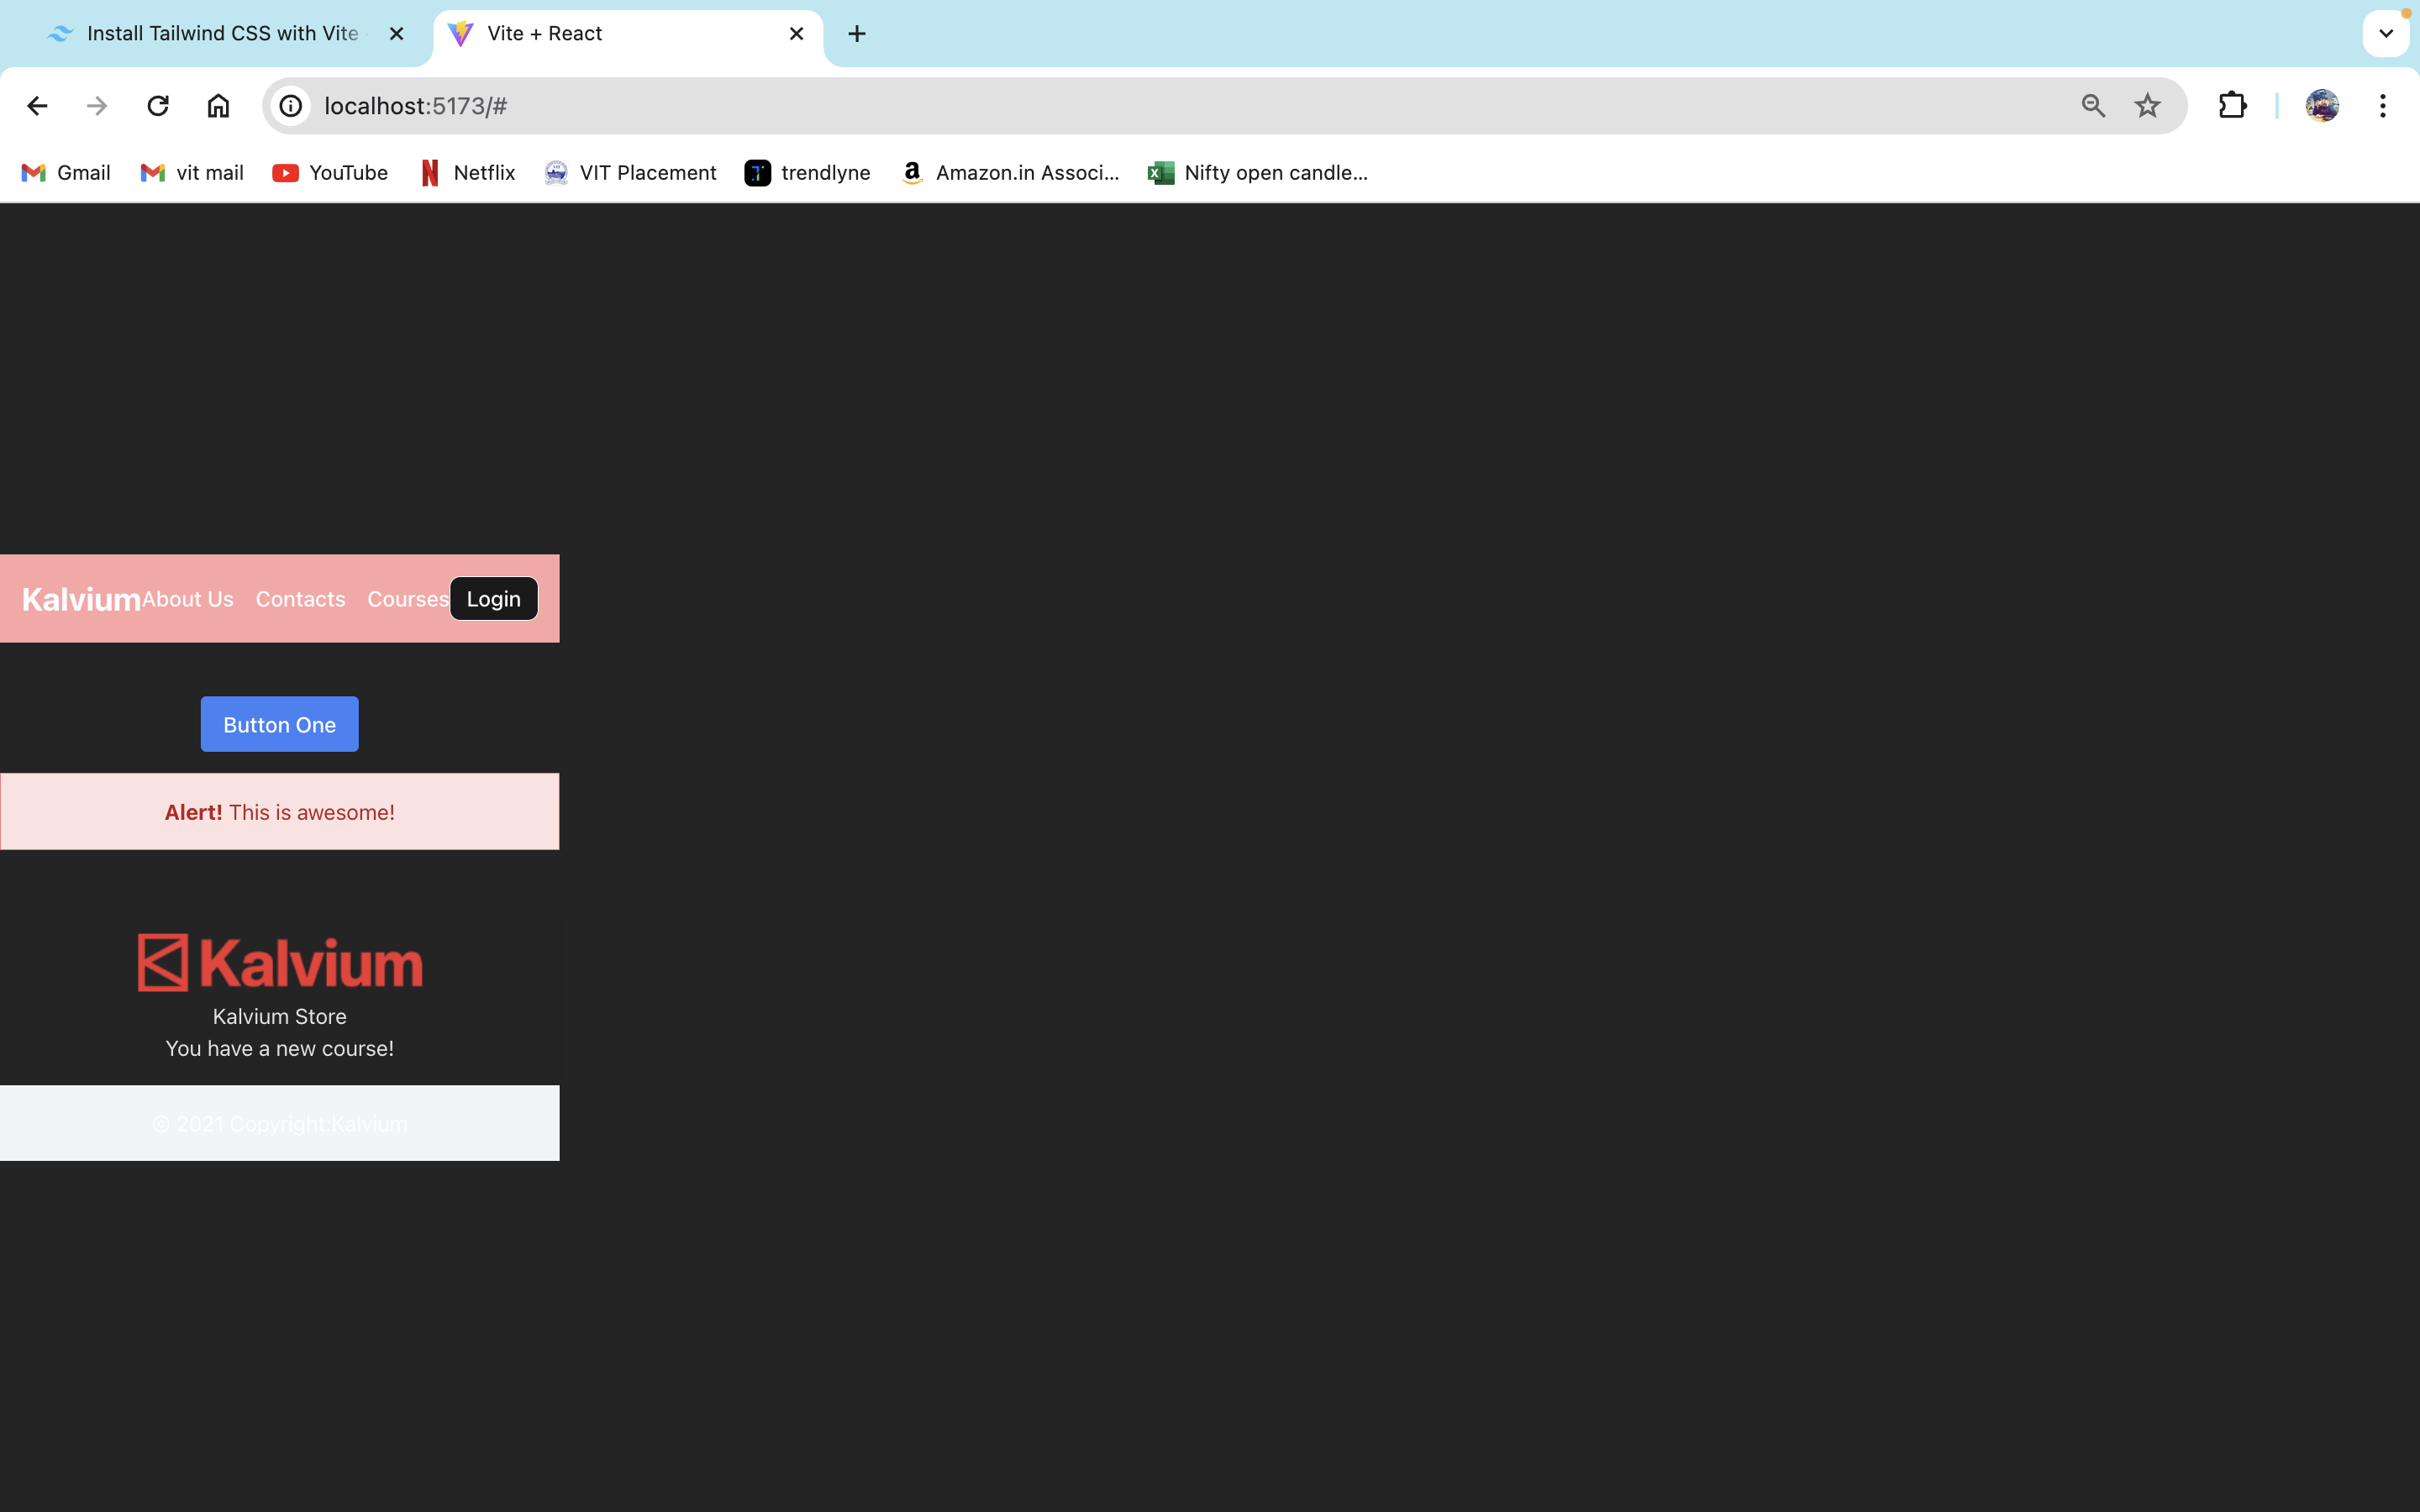 Install Tailwind CSS with Vite
Vite + React
localhost:5173/#
Gmail vit mail YouTube Netflix VIT Placement trendlyne Amazon.in Associ... Nifty open candle...
Kalvium About Us Contacts Courses Login
Button One
Alert! This is awesome!
Kalvium
Kalvium Store
You have a new course!
© 2021 Copyright:Kalvium